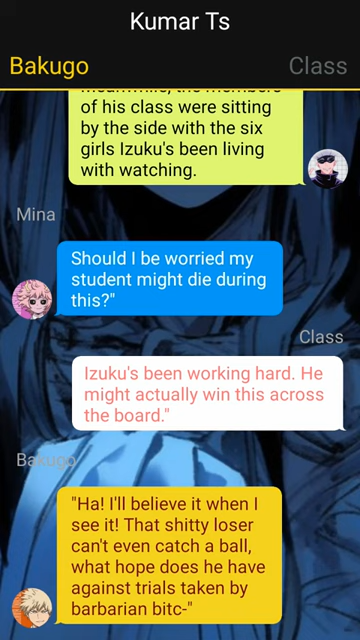 Kumar Ts
Bakugo
Class
meanwhile, the members
of his class were sitting
by the side with the six
girls Izuku's been living
with watching.
Mina
Should I be worried my
student might die during
this?"
Class
Izuku's been working hard. He
might actually win this across
the board."
Bakugo
"Ha! I'll believe it when I
see it! That shitty loser
can't even catch a ball,
what hope does he have
against trials taken by
barbarian bitc-"